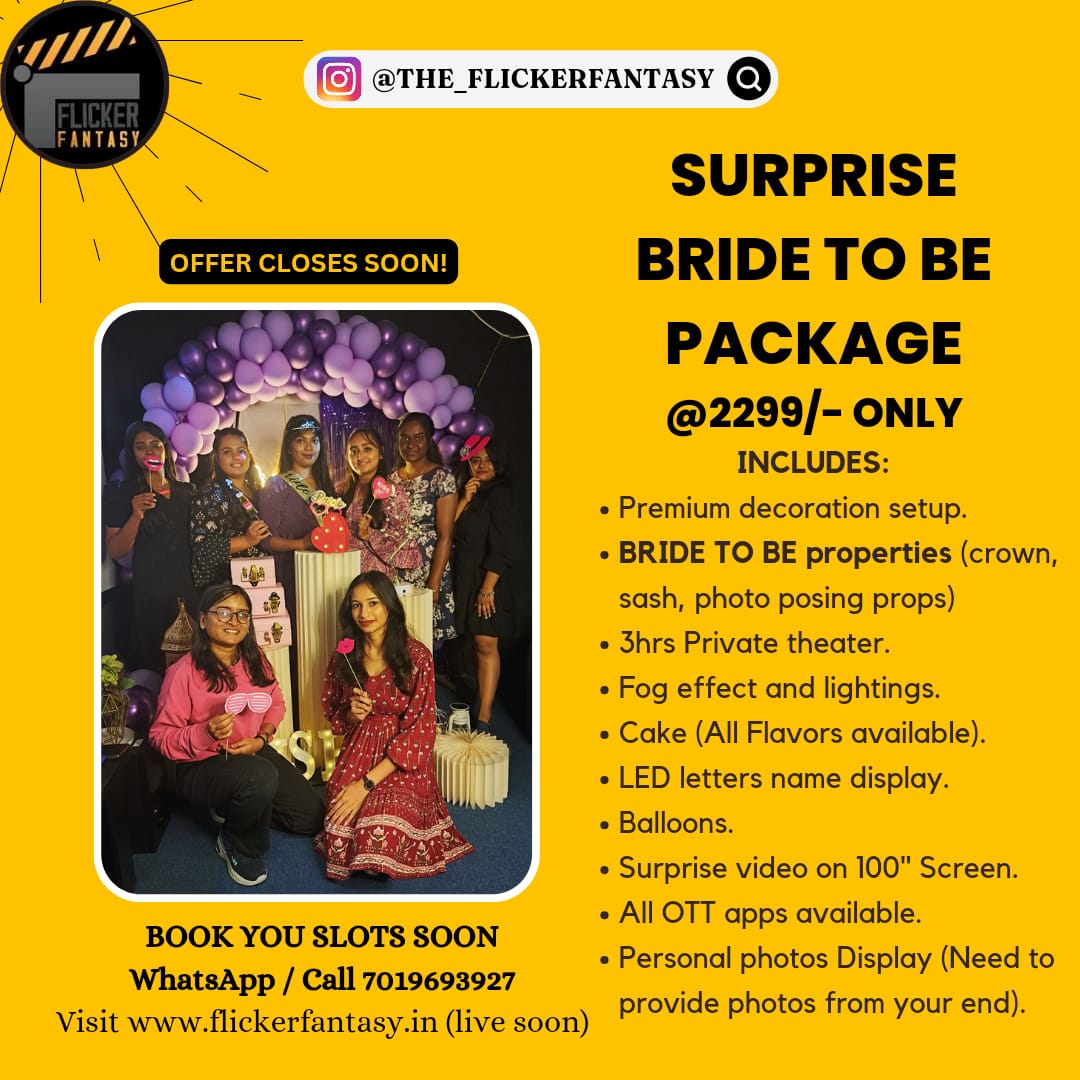 FLICKER
FANTASY
@THE_FLICKERFANTASY
SURPRISE
BRIDE TO BE
PACKAGE
@2299/- ONLY
INCLUDES:
• Premium decoration setup.
• BRIDE TO BE properties (crown,
sash, photo posing props)
• 3hrs Private theater.
• Fog effect and lightings.
• Cake (All Flavors available).
• LED letters name display.
• Balloons.
• Surprise video on 100" Screen.
• All OTT apps available.
• Personal photos Display (Need to
provide photos from your end).
OFFER CLOSES SOON!
BOOK YOU SLOTS SOON
WhatsApp / Call 7019693927
Visit www.flickerfantasy.in (live soon)